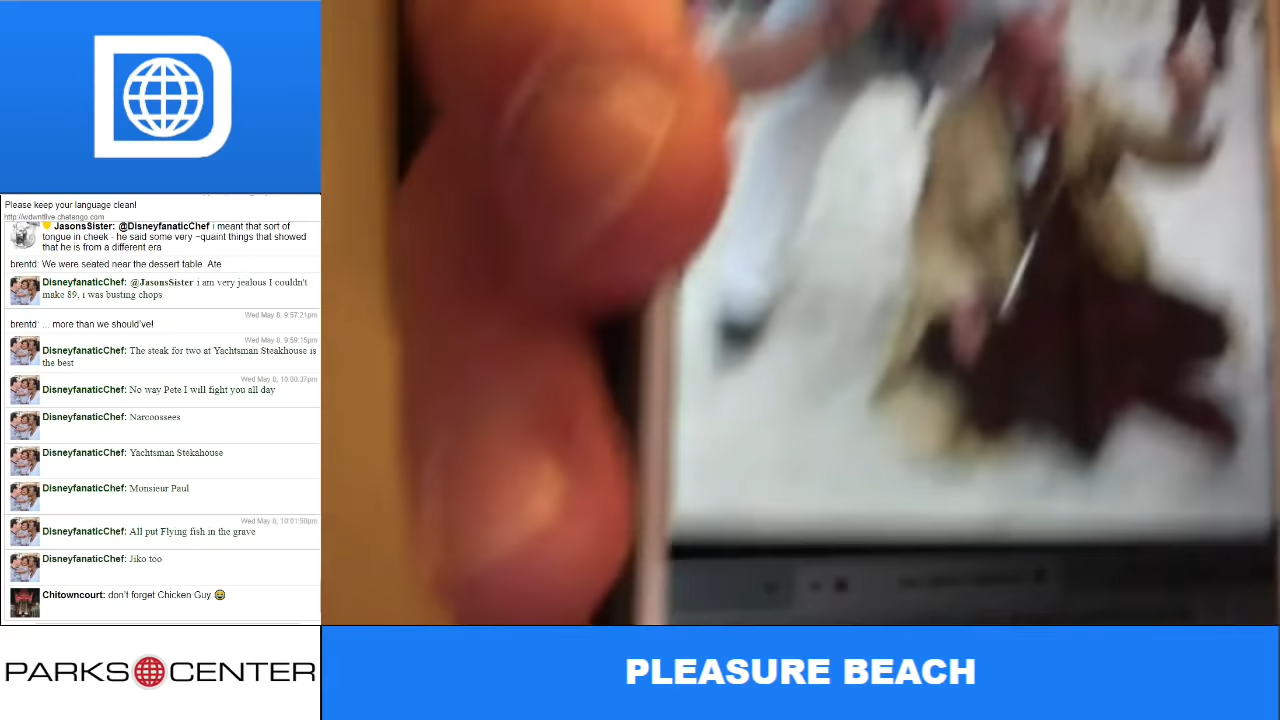 Please keep your language clean!
http://wdwntlive.chatango.com
JasonsSister: @DisneyfanaticChef i meant that sort of
tongue in cheek - he said some very ~quaint things that showed
that he is from a different era
brentd: We were seated near the dessert table. Ate
DisneyfanaticChef: @JasonsSister i am very jealous I couldn't
make 89, i was busting chops
Wed May 8, 9:57:21pm
brentd: ... more than we should've!
Wed May 8, 9:59:15pm
DisneyfanaticChef: The steak for two at Yachtsman Steakhouse is
the best
Wed May 8, 10:00:37pm
DisneyfanaticChef: No way Pete I will fight you all day
DisneyfanaticChef: Narcoossees
DisneyfanaticChef: Yachtsman Stekahouse
DisneyfanaticChef: Monsieur Paul
Wed May 8, 10:01:50pm
DisneyfanaticChef: All put Flying fish in the grave
DisneyfanaticChef: Jiko too
Chitowncourt: don't forget Chicken Guy 😂
PARKS CENTER
PLEASURE BEACH